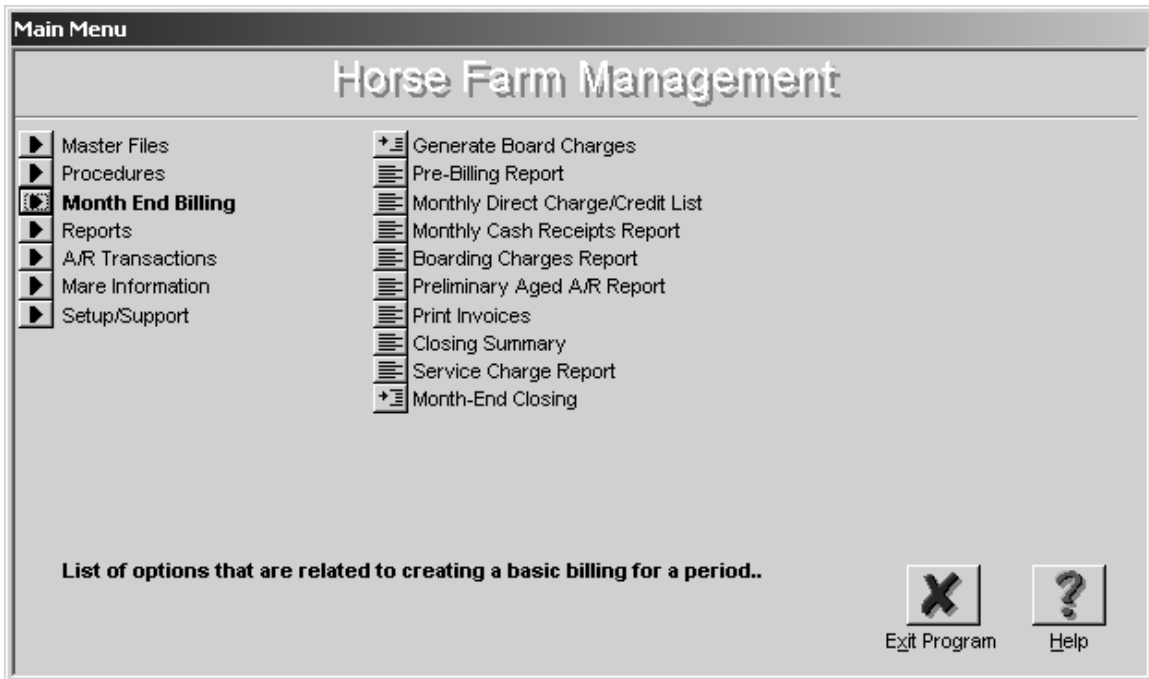 Main Menu
Horse Farm Management
Master Files
Procedures
Month End Billing
Reports
A/R Transactions
Mare Information
Setup/Support
Generate Board Charges
Pre-Billing Report
Monthly Direct Charge/Credit List
Monthly Cash Receipts Report
Boarding Charges Report
Preliminary Aged A/R Report
Print Invoices
Closing Summary
Service Charge Report
Month-End Closing
List of options that are related to creating a basic billing for a period..
Exit Program
Help